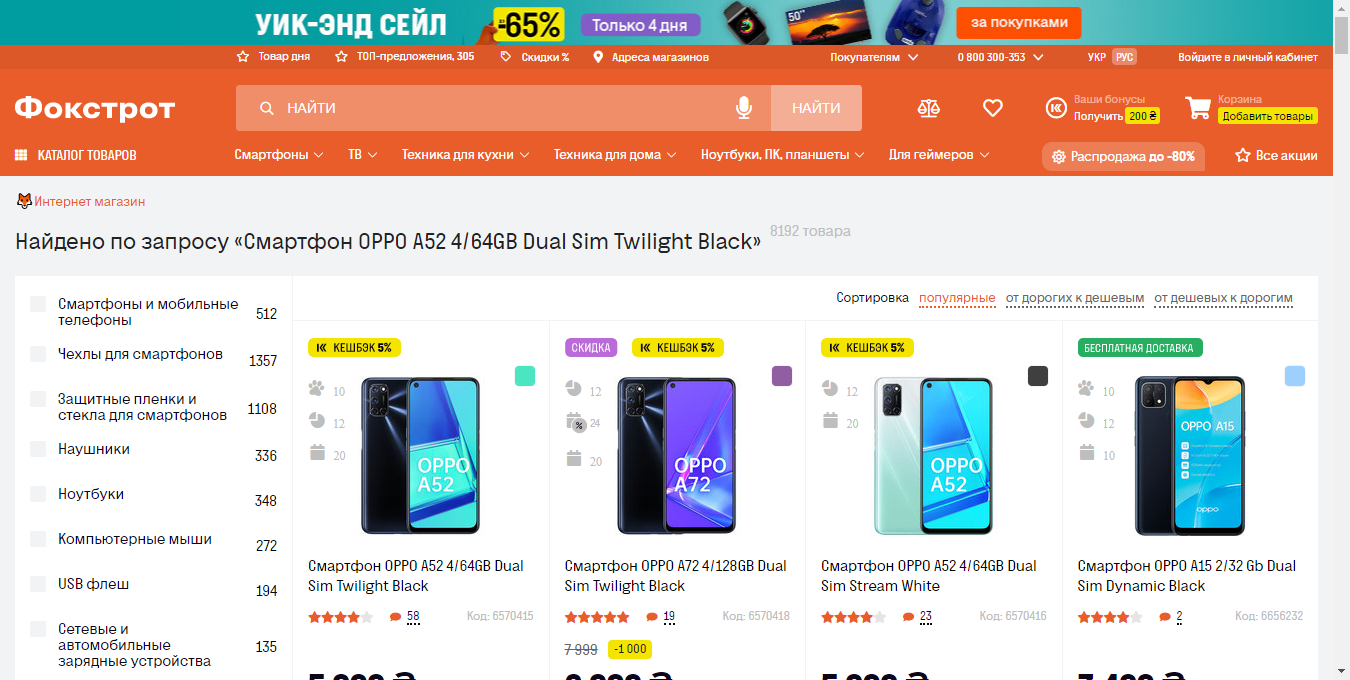 УИК-ЭНД СЕЙЛ
-65%
Только 4 дня
50"
за покупками
Товар дня
ТОП-предложения, 305
Скидки %
Адреса магазинов
Покупателям
0 800 300-353
УКР РУС
Войдите в личный кабинет
Фокстрот
НАЙТИ
НАЙТИ
Ваши бонусы
Получить 200 ₴
Корзина
Добавить товары
КАТАЛОГ ТОВАРОВ
Смартфоны
ТВ
Техника для кухни
Техника для дома
Ноутбуки, ПК, планшеты
Для геймеров
Распродажа до -80%
Все акции
Интернет магазин
Найдено по запросу «Смартфон OPPO A52 4/64GB Dual Sim Twilight Black» 8192 товара
Смартфоны и мобильные
телефоны
512
Чехлы для смартфонов
1357
Защитные пленки и
стекла для смартфонов
1108
Наушники
336
Ноутбуки
348
Компьютерные мыши
272
USB флеш
194
Сетевые и
автомобильные
зарядные устройства
135
Сортировка популярные от дорогих к дешевым от дешевых к дорогим
КЕШБЭК 5%
10
12
20
OPPO
A52
Смартфон OPPO A52 4/64GB Dual
Sim Twilight Black
58
Код: 6570415
СКИДКА
КЕШБЭК 5%
12
% 24
20
OPPO
A72
Смартфон OPPO A72 4/128GB Dual
Sim Twilight Black
19
Код: 6570418
7 999
-1 000
КЕШБЭК 5%
12
20
OPPO
A52
Смартфон OPPO A52 4/64GB Dual
Sim Stream White
23
Код: 6570416
БЕСПЛАТНАЯ ДОСТАВКА
10
12
10
OPPO A15
oppo
Смартфон OPPO A15 2/32 Gb Dual
Sim Dynamic Black
2
Код: 6656232